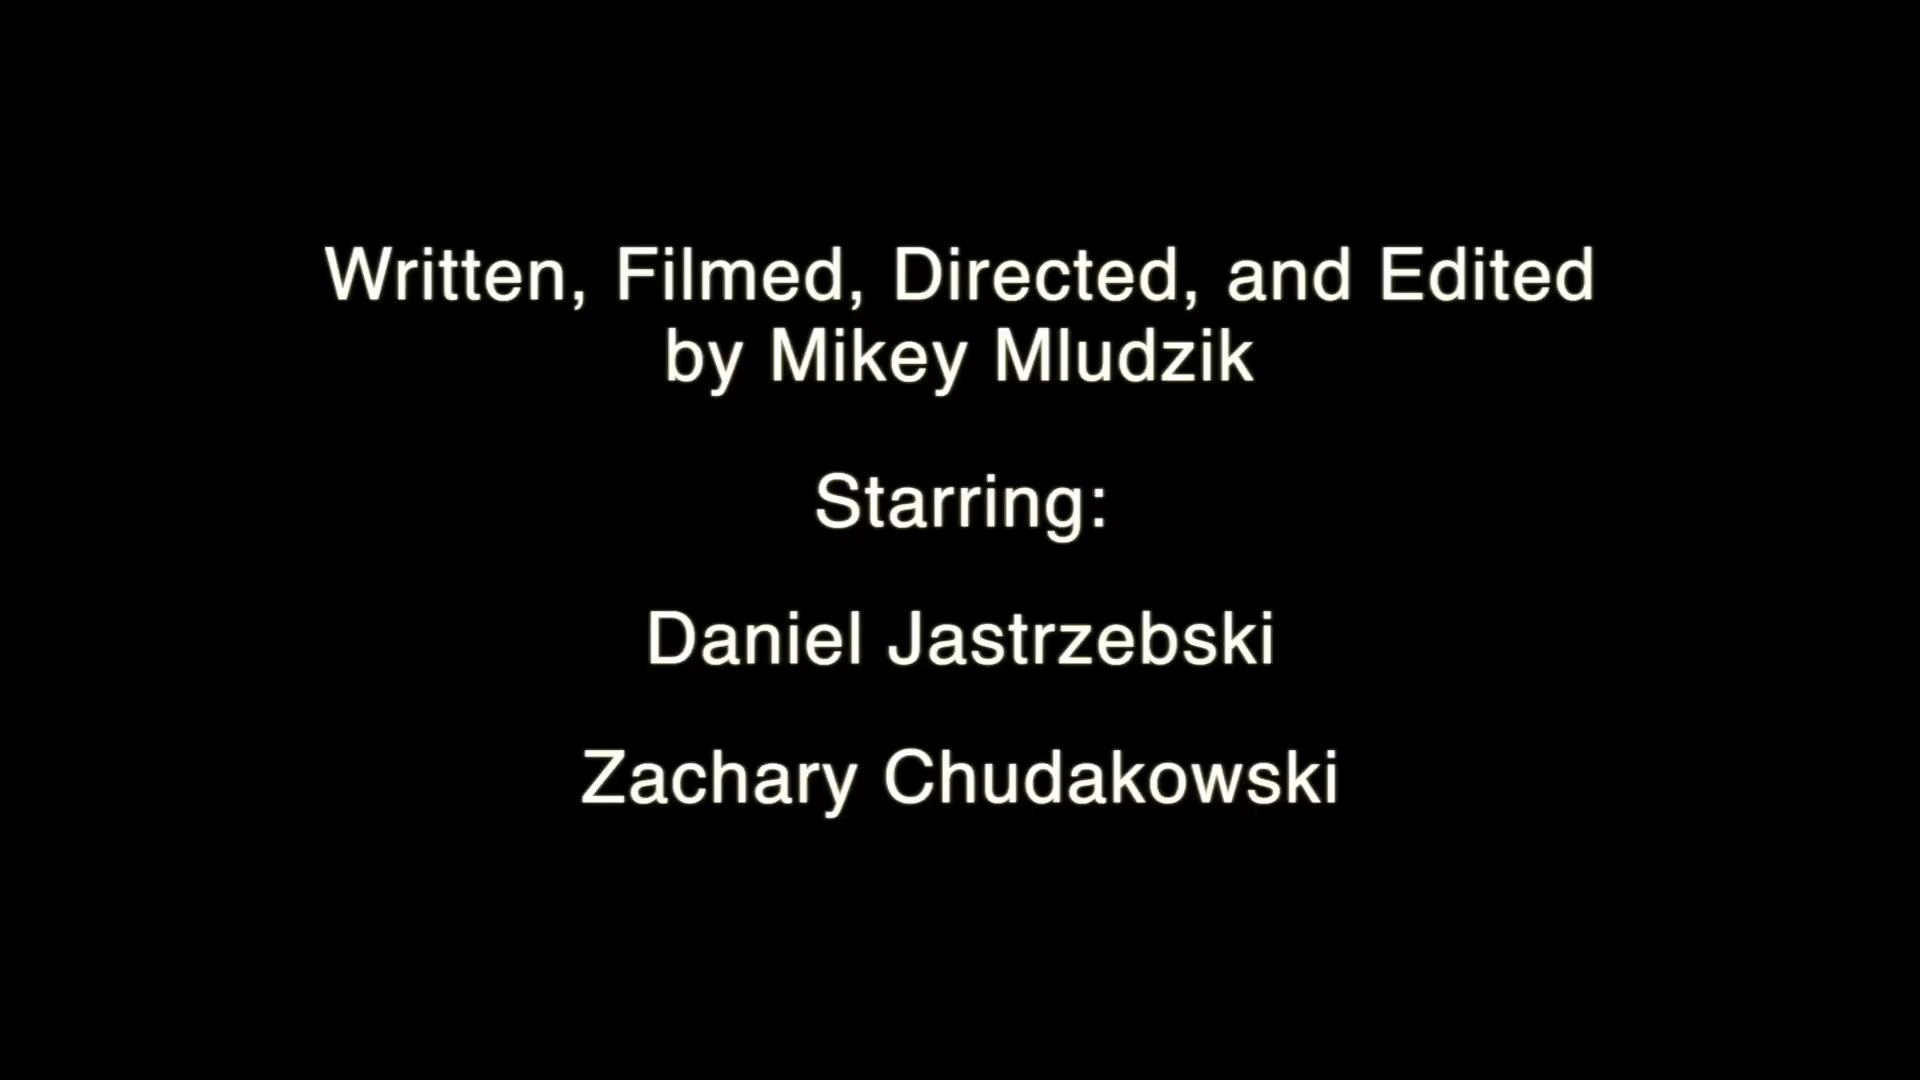 Written, Filmed, Directed, and Edited
by Mikey Mludzik
Starring:
Daniel Jastrzebski
Zachary Chudakowski